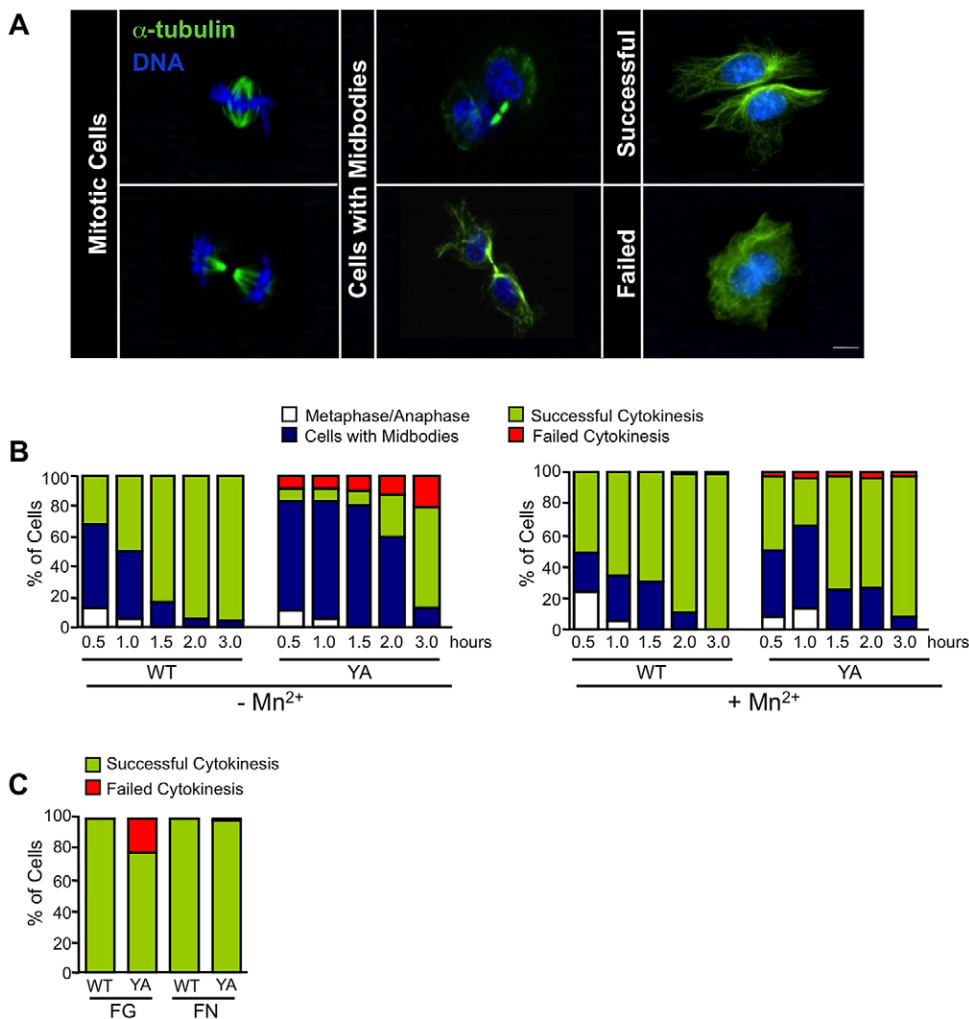 A
α-tubulin
DNA
Mitotic Cells
Cells with Midbodies
Successful
Failed
B
Metaphase/Anaphase
Cells with Midbodies
Successful Cytokinesis
Failed Cytokinesis
% of Cells
100
80
60
40
20
0
0.5 1.0 1.5 2.0 3.0 0.5 1.0 1.5 2.0 3.0 hours
WT YA
- Mn2+
% of Cells
100
80
60
40
20
0
0.5 1.0 1.5 2.0 3.0 0.5 1.0 1.5 2.0 3.0 hours
WT YA
+ Mn2+
C
Successful Cytokinesis
Failed Cytokinesis
% of Cells
100
80
60
40
20
0
WT YA WT YA
FG FN